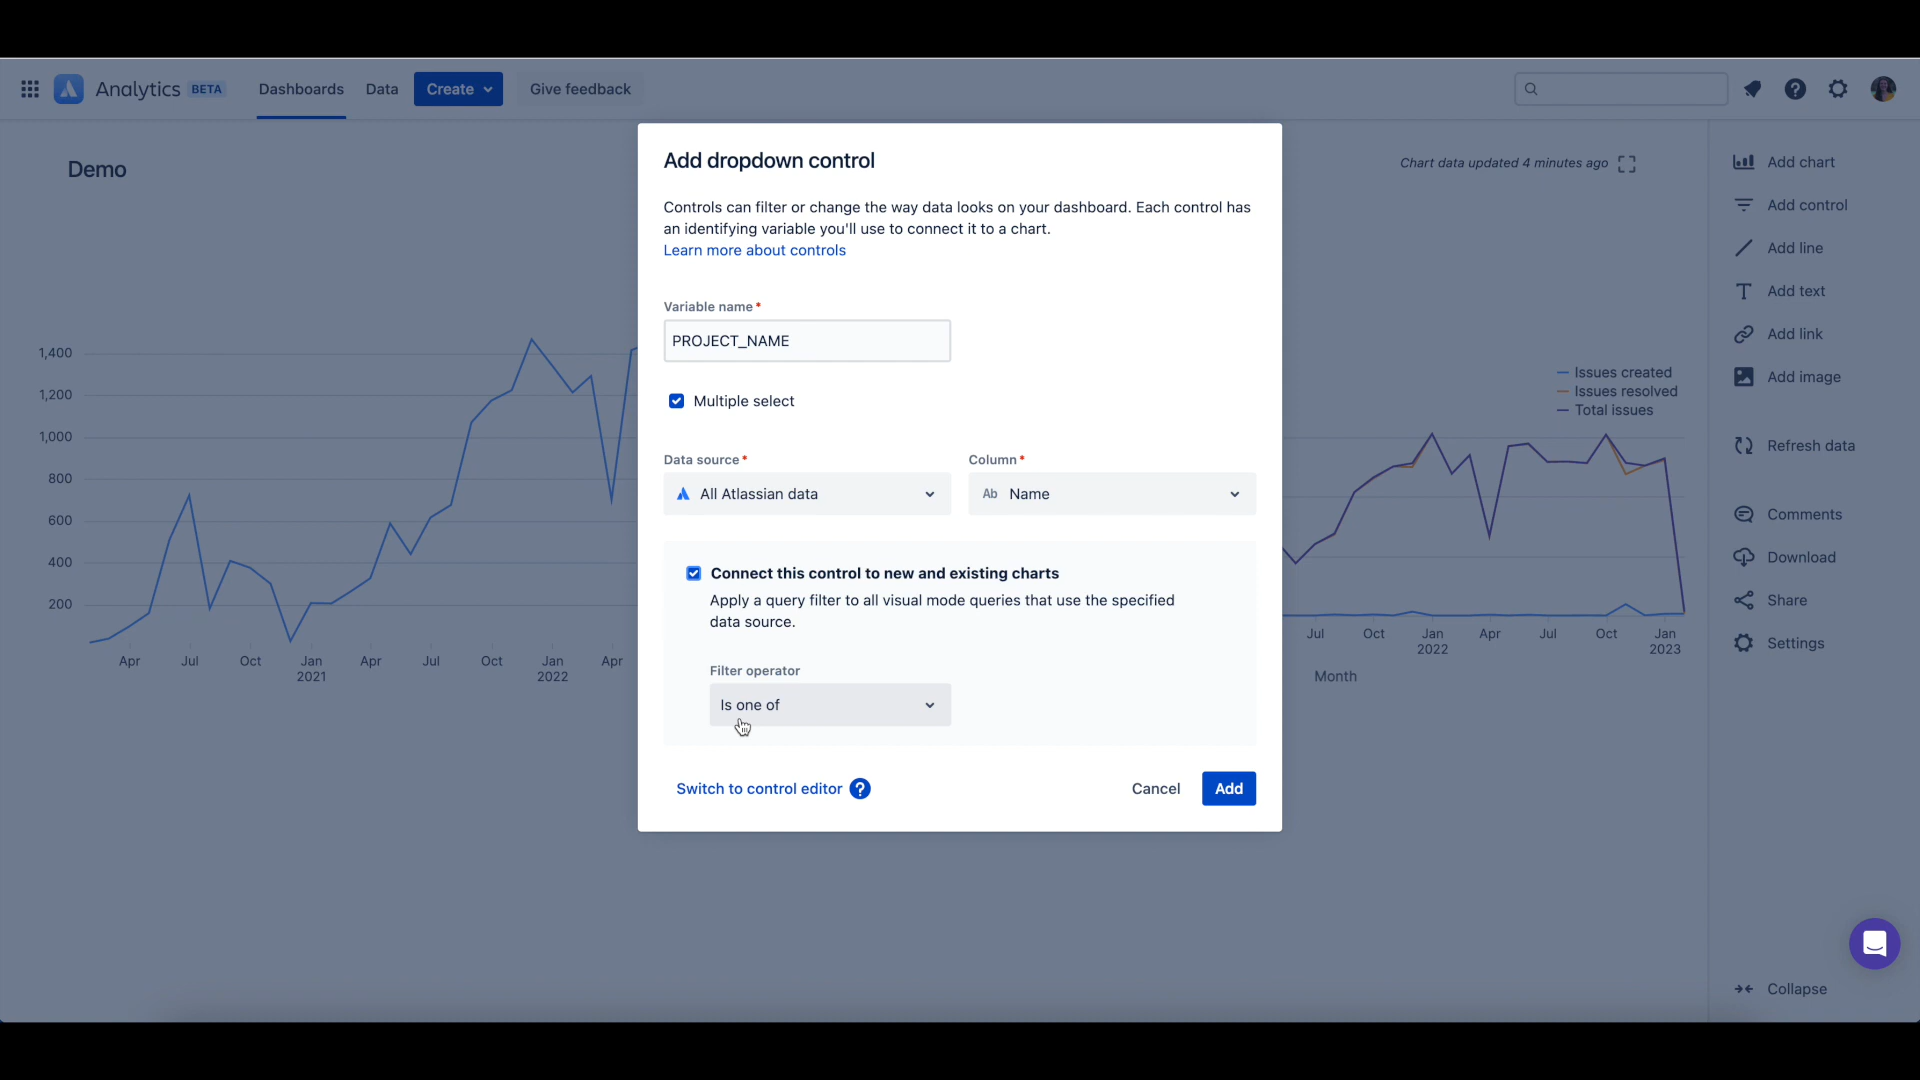 Analytics BETA Dashboards Data Create Give feedback
Demo
Chart data updated 4 minutes ago
1,400
1,200
1,000
800
600
400
200
Apr Jul Oct Jan Apr Jul Oct Jan Apr
2021 2022
Add dropdown control
Controls can filter or change the way data looks on your dashboard. Each control has
an identifying variable you'll use to connect it to a chart.
Learn more about controls
Variable name*
PROJECT_NAME
Multiple select
Data source* Column*
All Atlassian data Ab Name
Connect this control to new and existing charts
Apply a query filter to all visual mode queries that use the specified
data source.
Filter operator
Is one of
Switch to control editor ? Cancel Add
Issues created
Issues resolved
Total issues
Jul Oct Jan Apr Jul Oct Jan
2022 2023
Month
Add chart
Add control
Add line
Add text
Add link
Add image
Refresh data
Comments
Download
Share
Settings
Collapse